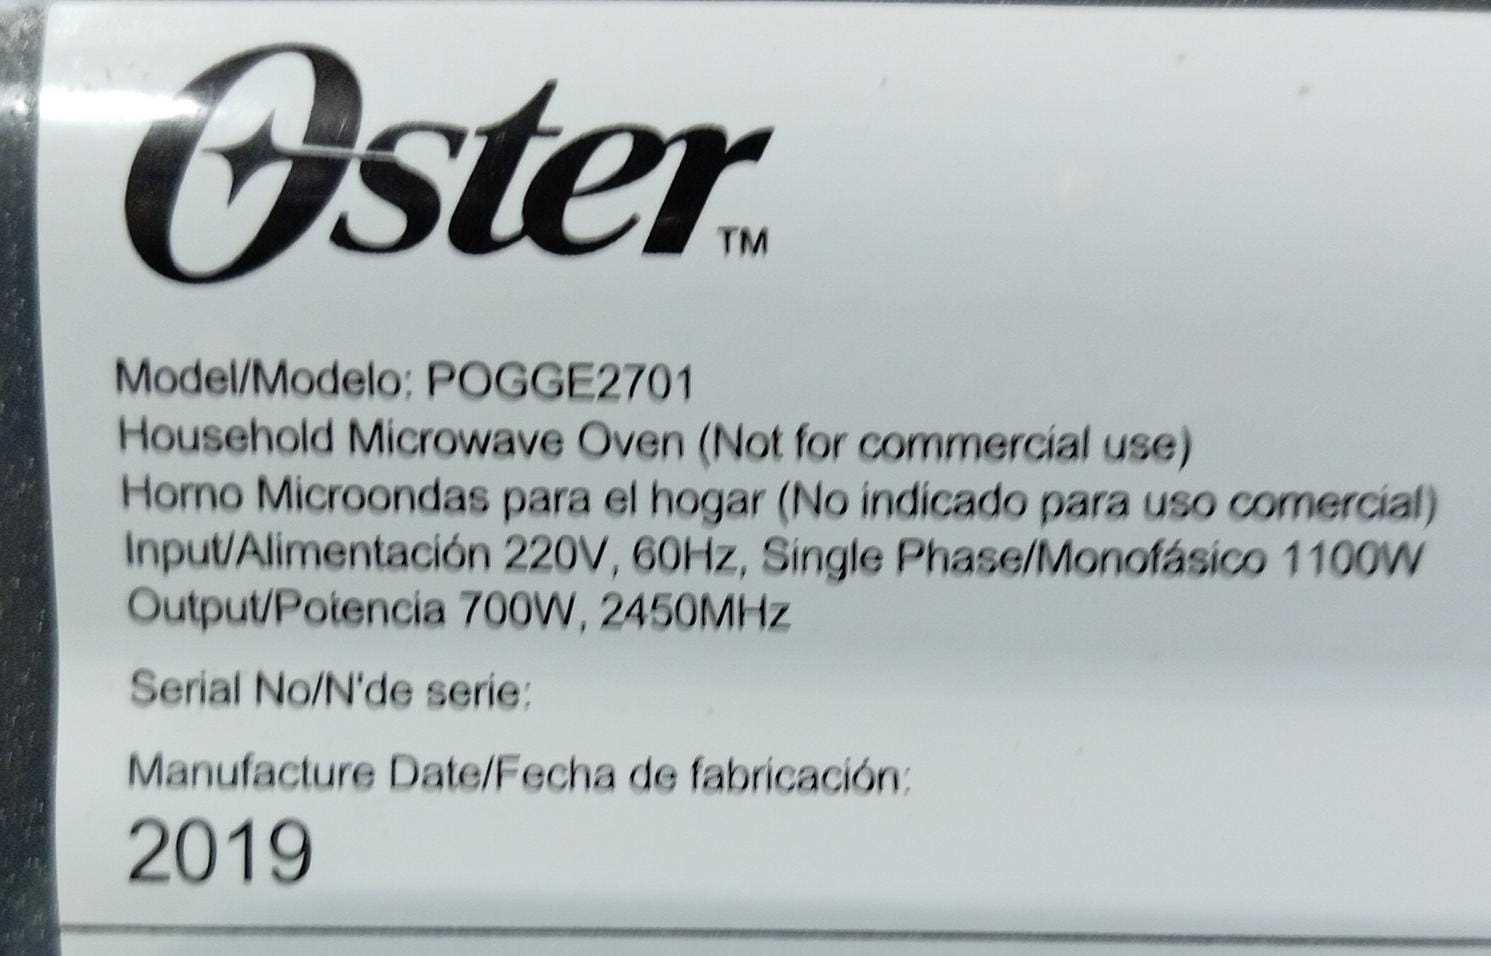 Oster™
Model/Modelo: POGGE2701
Household Microwave Oven (Not for commercial use)
Horno Microondas para el hogar (No indicado para uso comercial)
Input/Alimentación 220V, 60Hz, Single Phase/Monofásico 1100W
Output/Potencia 700W, 2450MHz
Serial No/N'de serie:
Manufacture Date/Fecha de fabricación:
2019